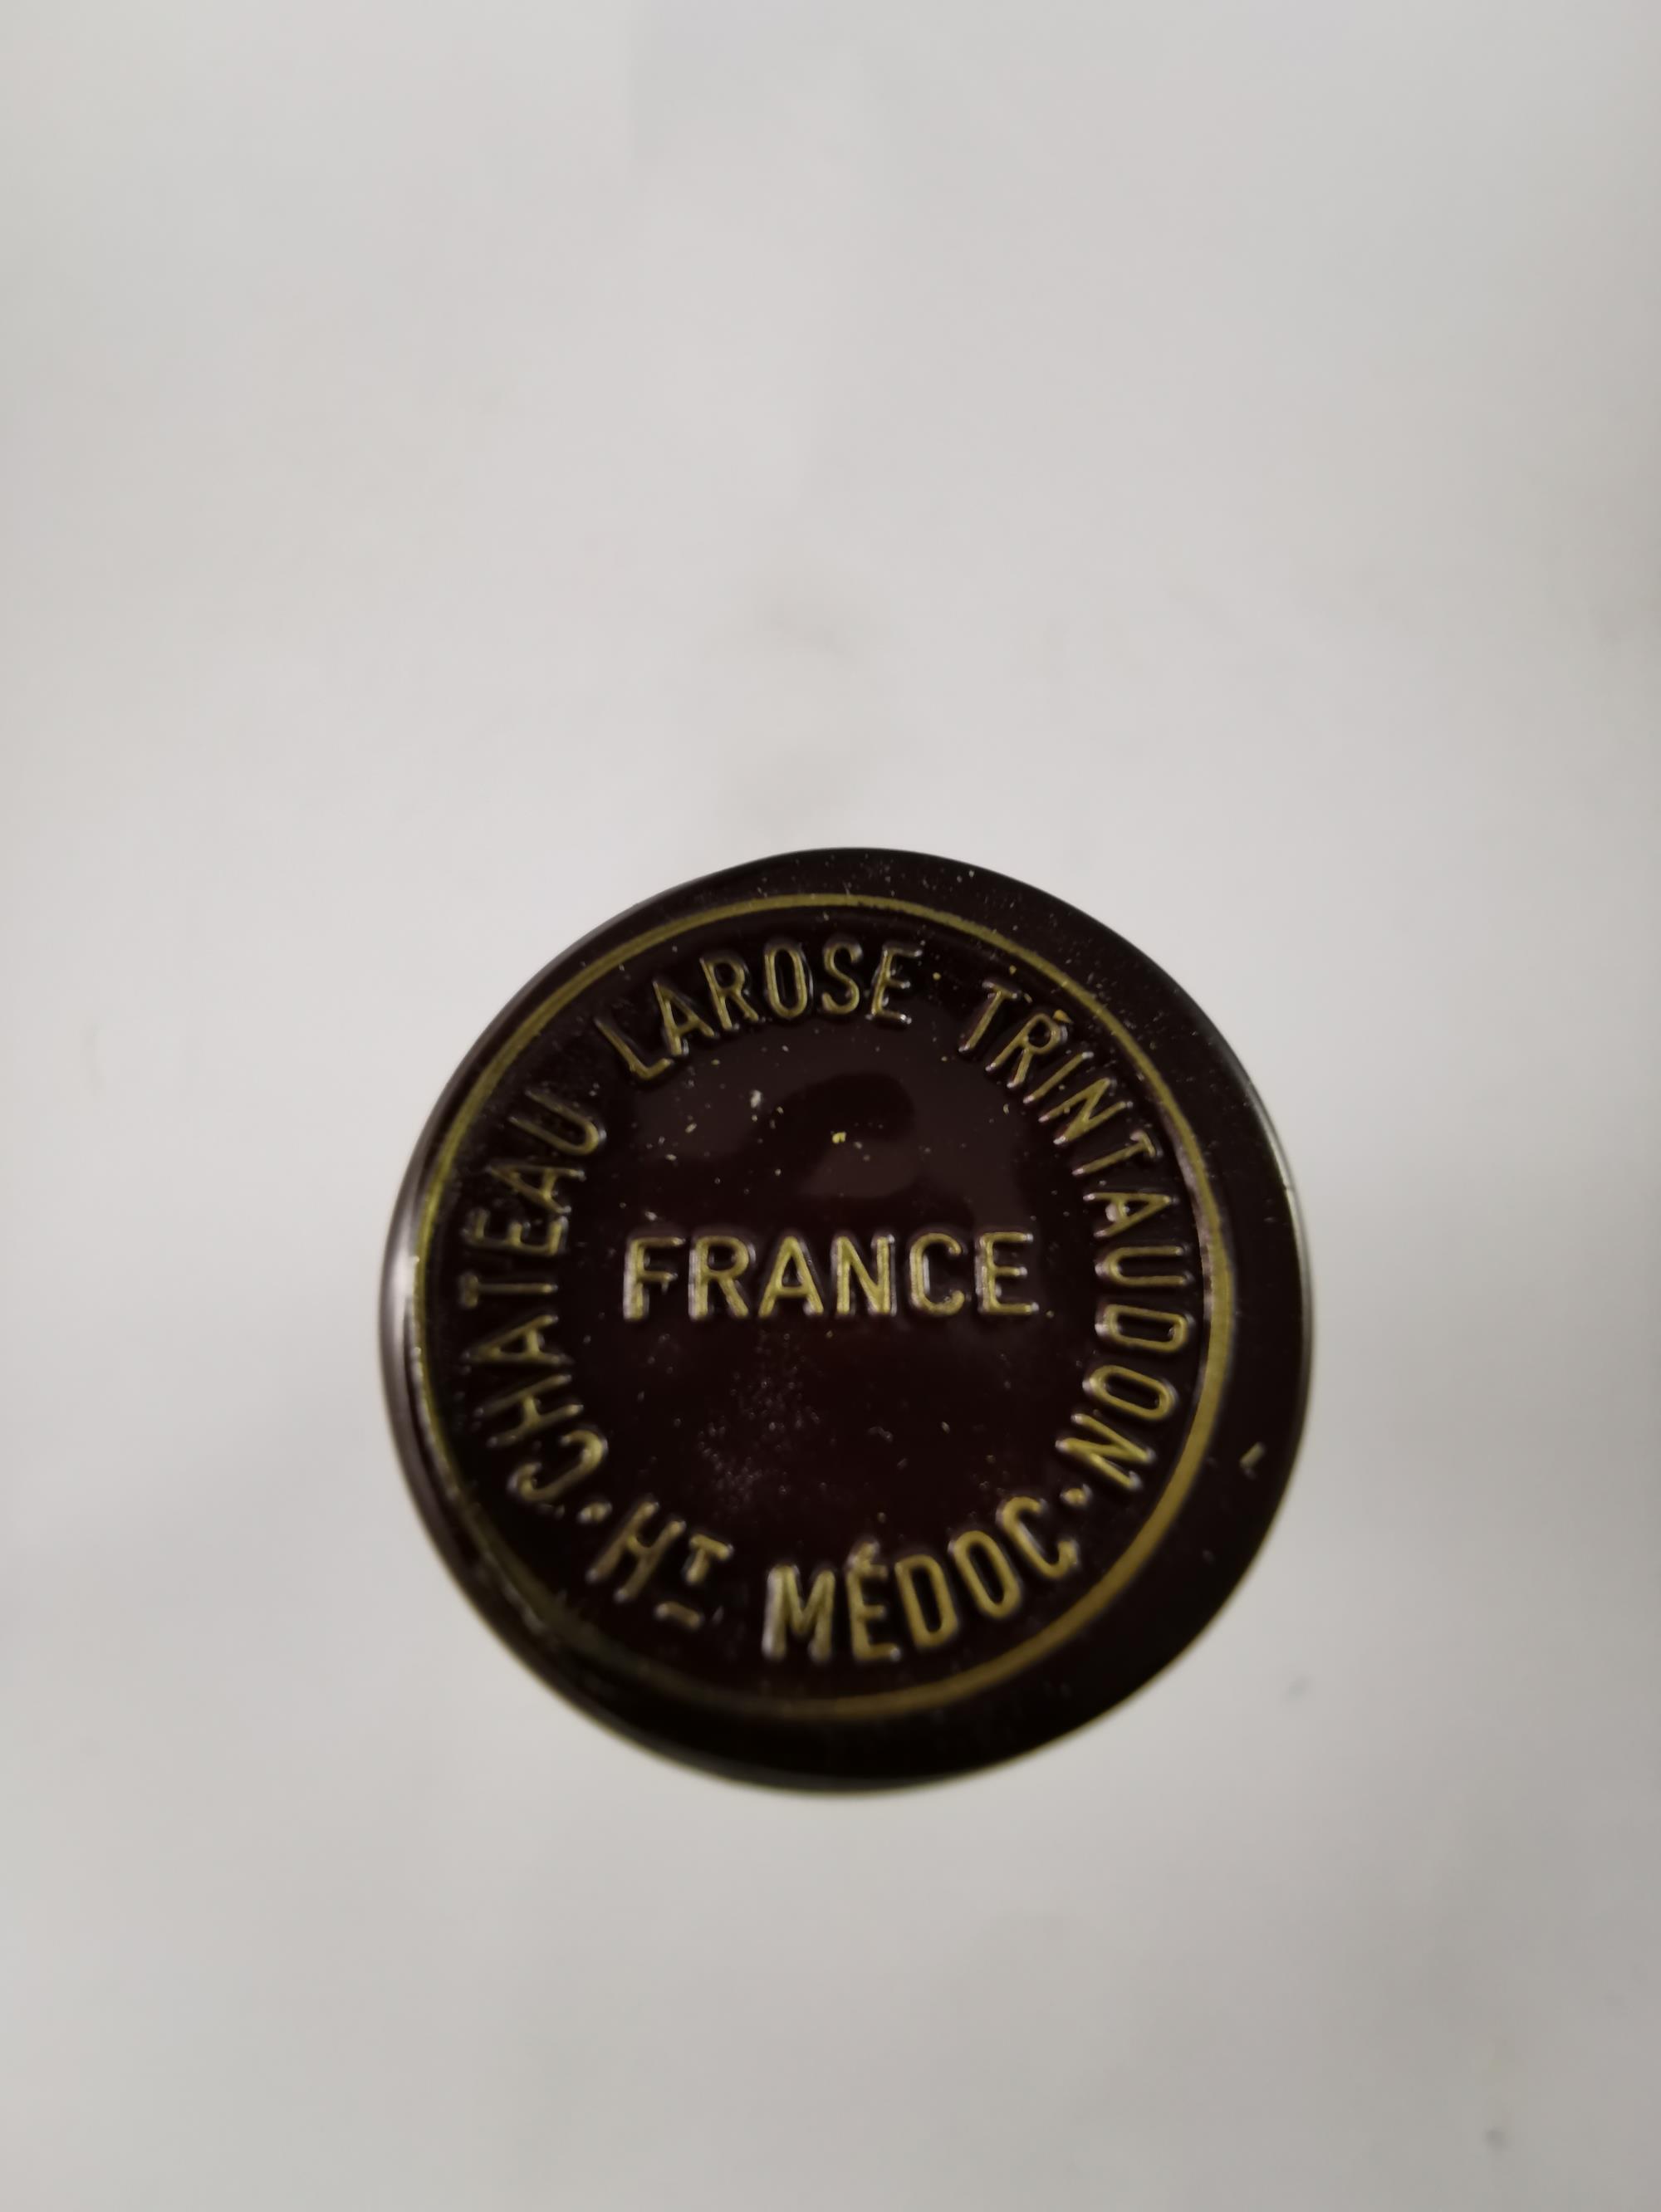 CHATEAU LAROSE TRINTAUDON
FRANCE
· HT MÉDOC ·